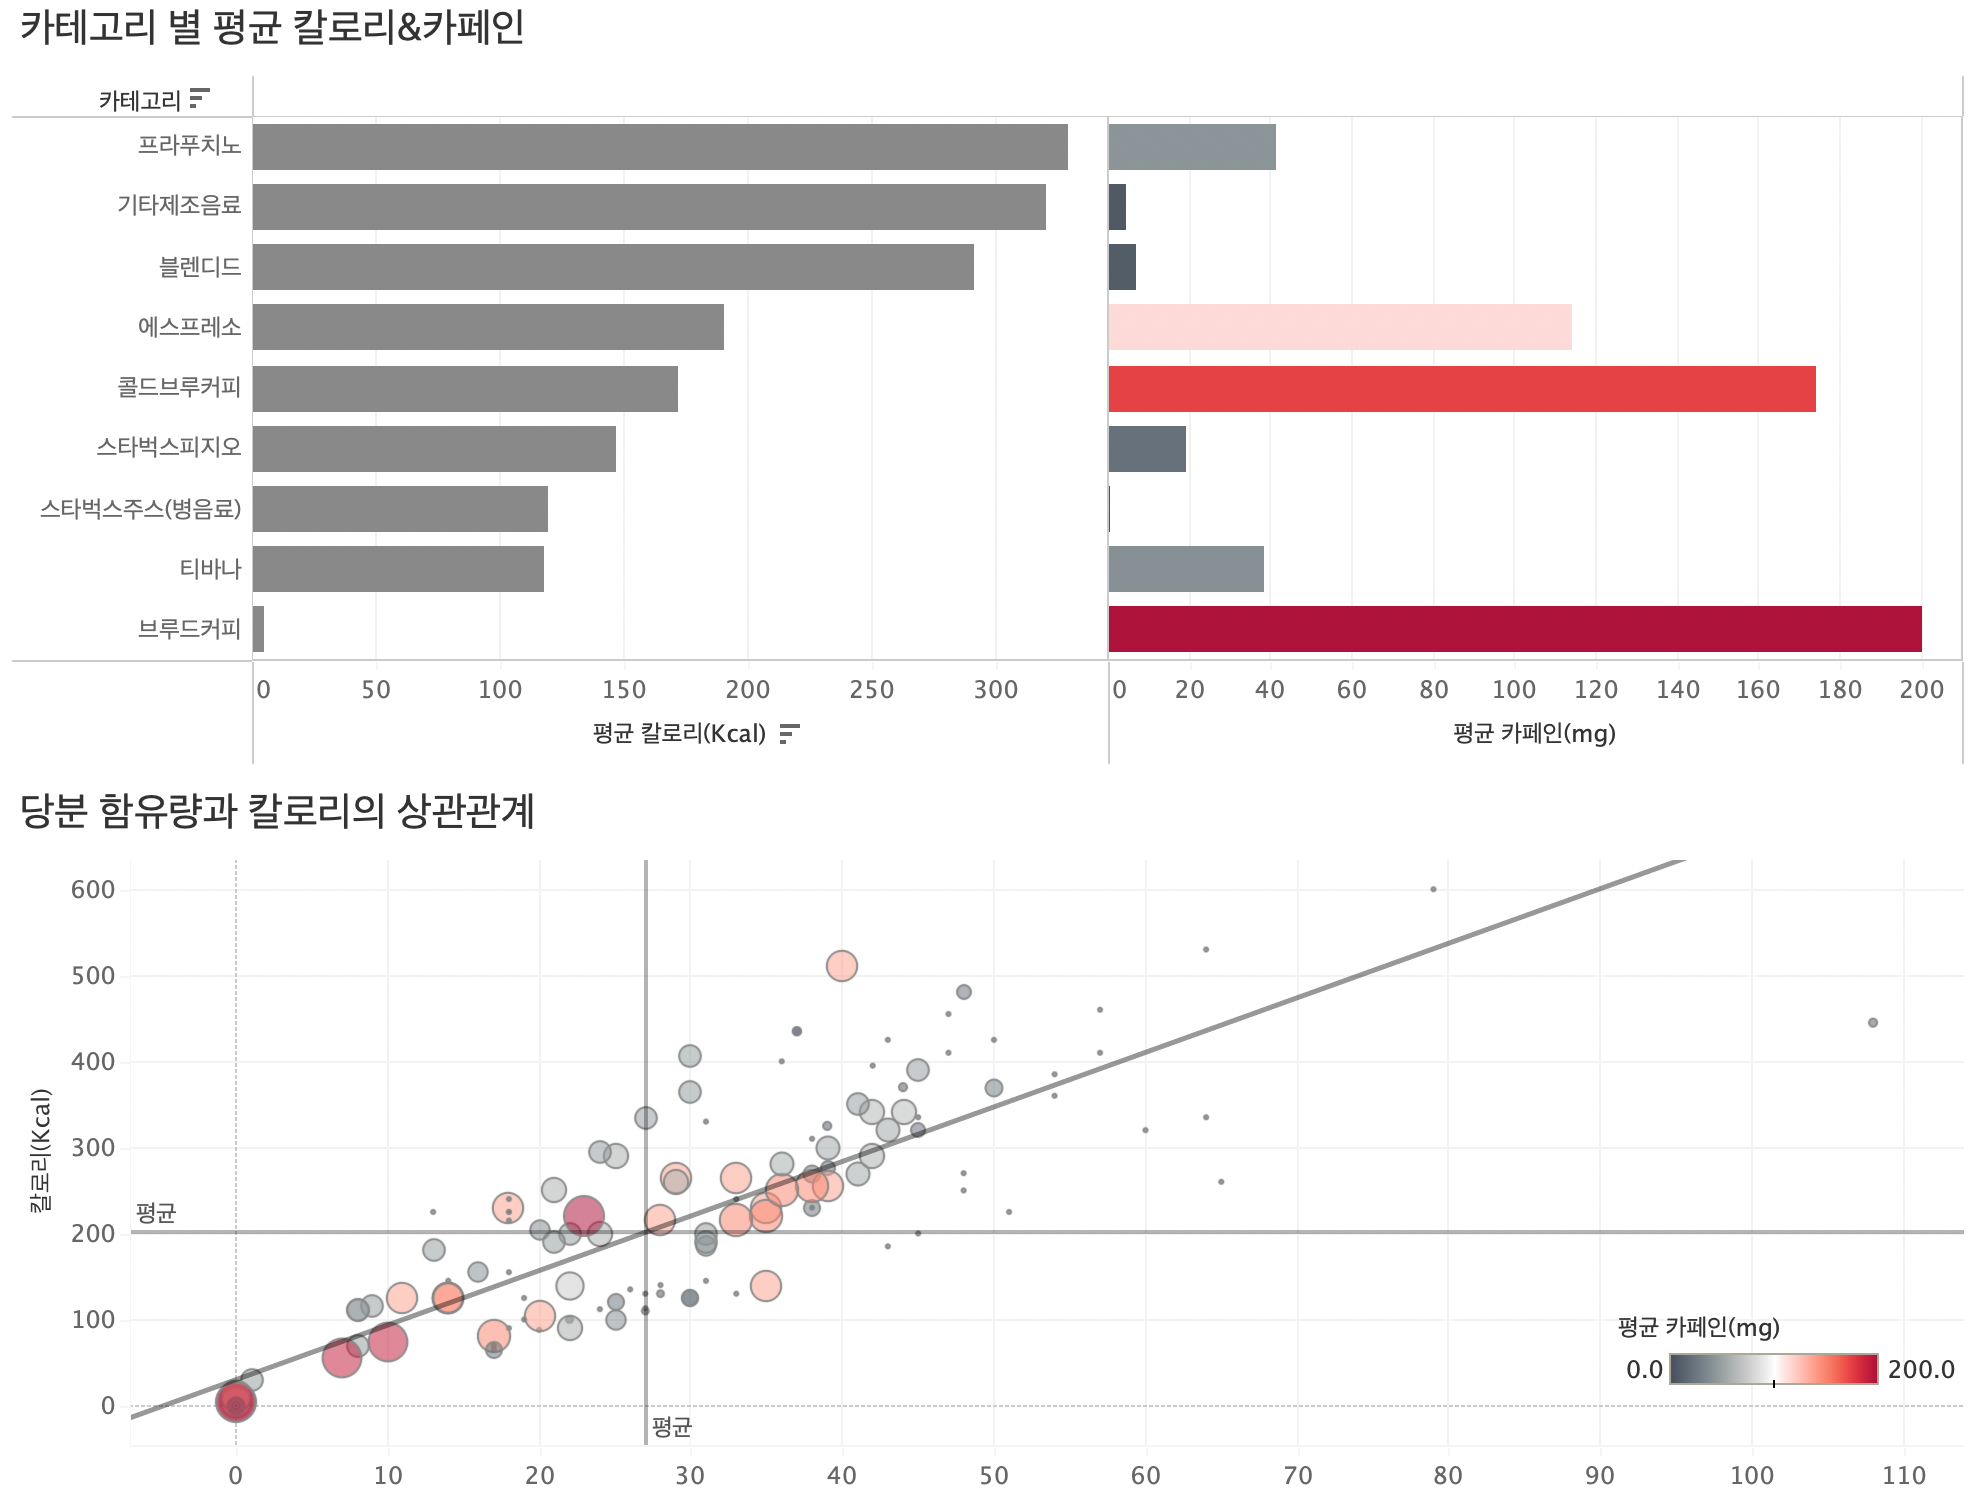 카테고리 별 평균 칼로리&카페인
카테고리
프라푸치노
기타제조음료
블렌디드
에스프레소
콜드브루커피
스타벅스피지오
스타벅스주스(병음료)
티바나
브루드커피
0 50 100 150 200 250 300
0 20 40 60 80 100 120 140 160 180 200
평균 칼로리(Kcal)
평균 카페인(mg)
당분 함유량과 칼로리의 상관관계
600
500
400
300
200
100
0
칼로리(Kcal)
평균
평균
평균 카페인(mg)
0.0 200.0
0 10 20 30 40 50 60 70 80 90 100 110